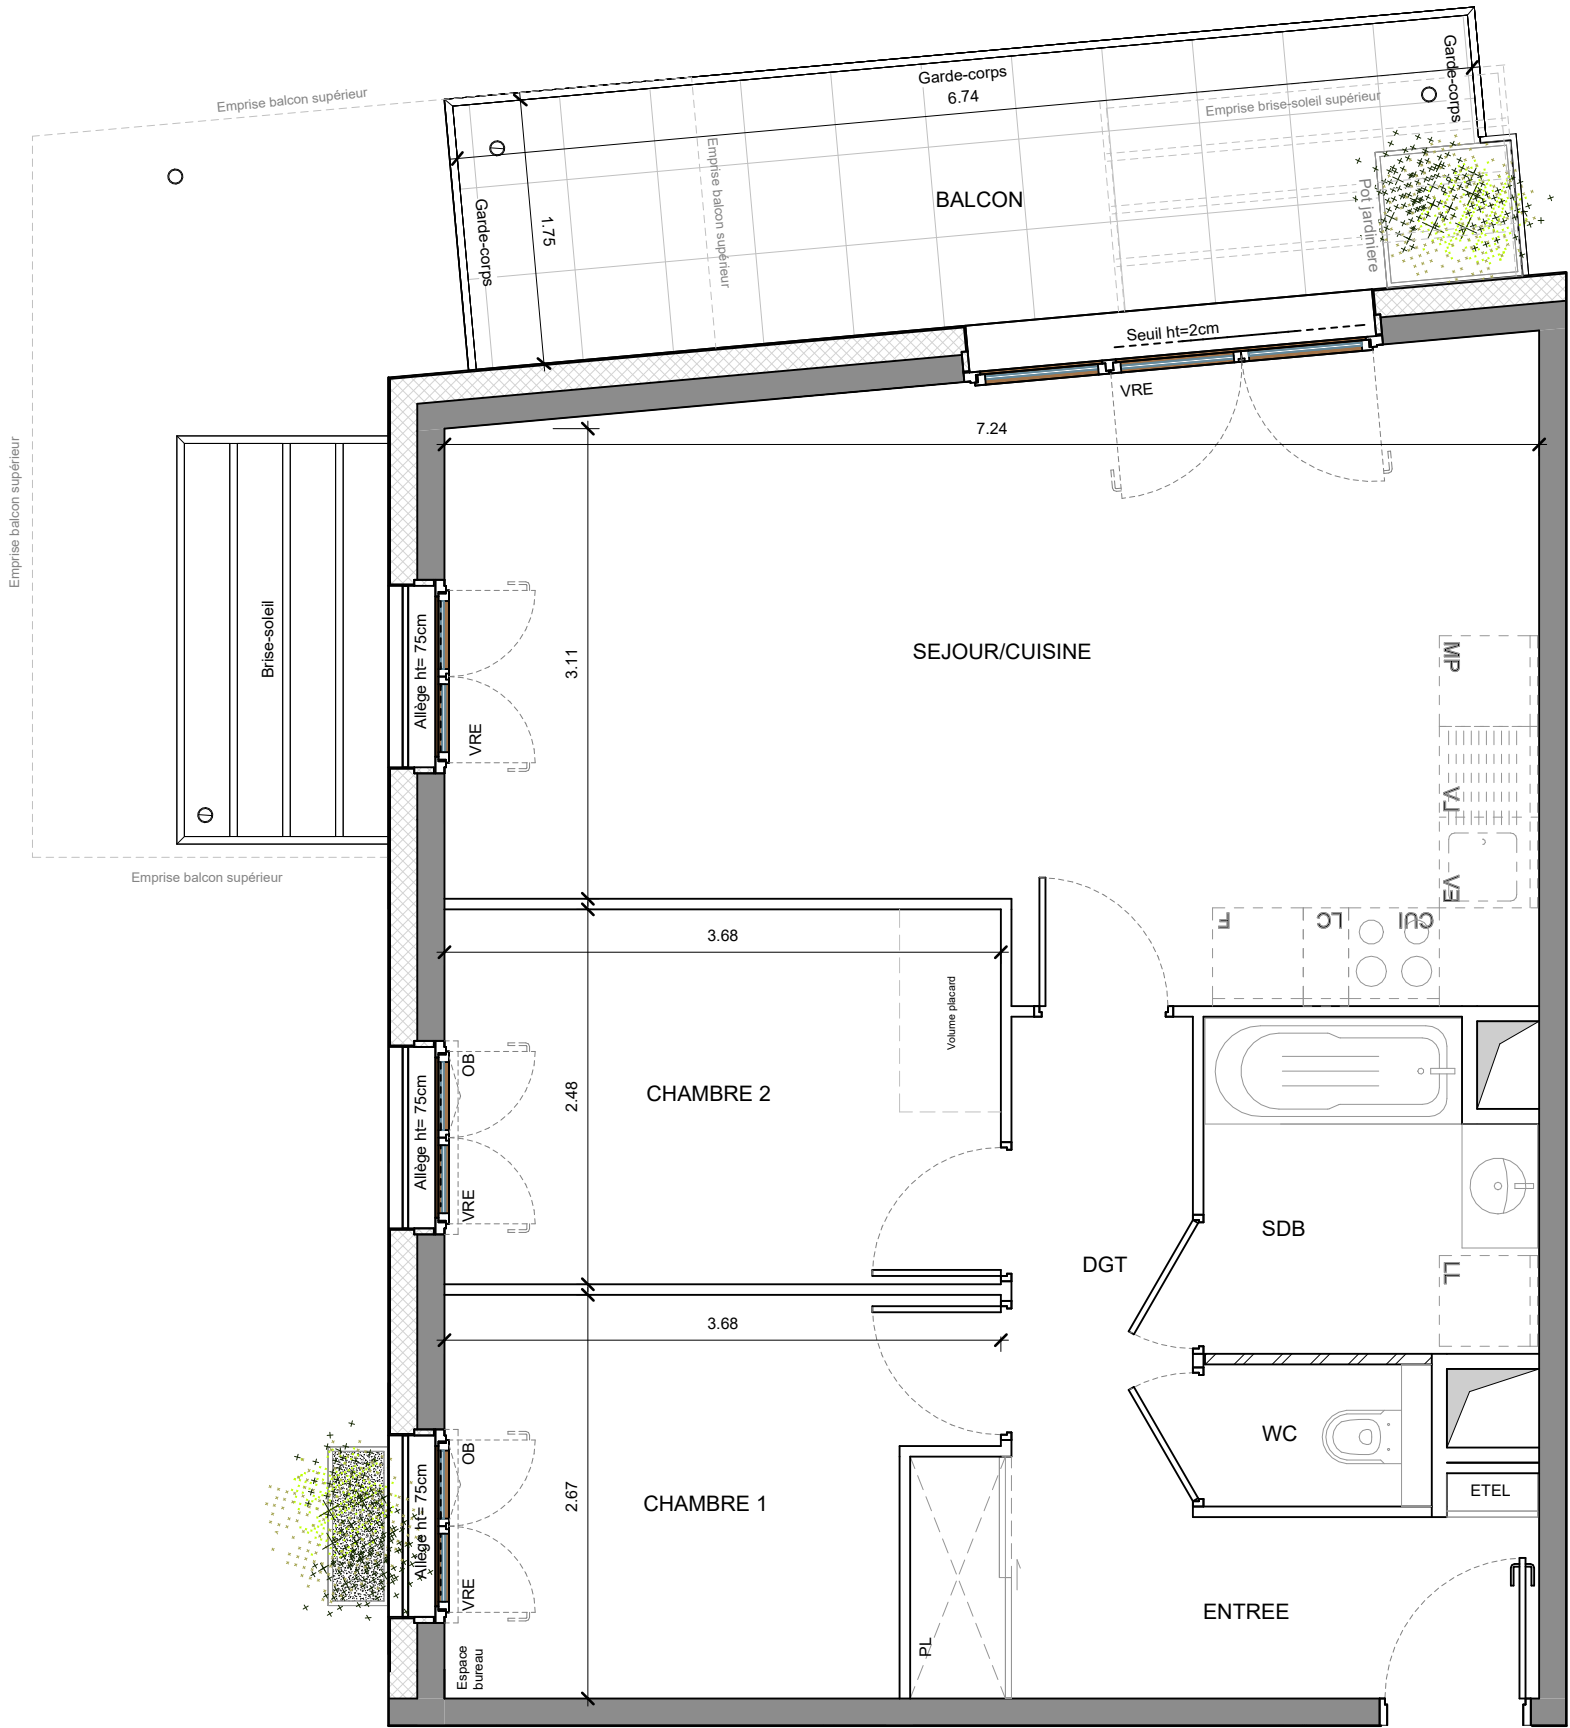 Garde-corps
6.74
Garde-corps
Emprise balcon supérieur
Emprise brise-soleil supérieur
Emprise balcon supérieur
BALCON
Pot jardiniere
Garde-corps
1.75
Seuil ht=2cm
VRE
7.24
Emprise balcon supérieur
Brise-soleil
Allège ht= 75cm
VRE
3.11
SEJOUR/CUISINE
MP
LV
EV
Emprise balcon supérieur
F
LC
CUI
3.68
Volume placard
OB
Allège ht= 75cm
VRE
2.48
CHAMBRE 2
SDB
DGT
LL
3.68
WC
OB
Allège ht= 75cm
VRE
2.67
CHAMBRE 1
ETEL
ENTREE
PL
Espace
bureau